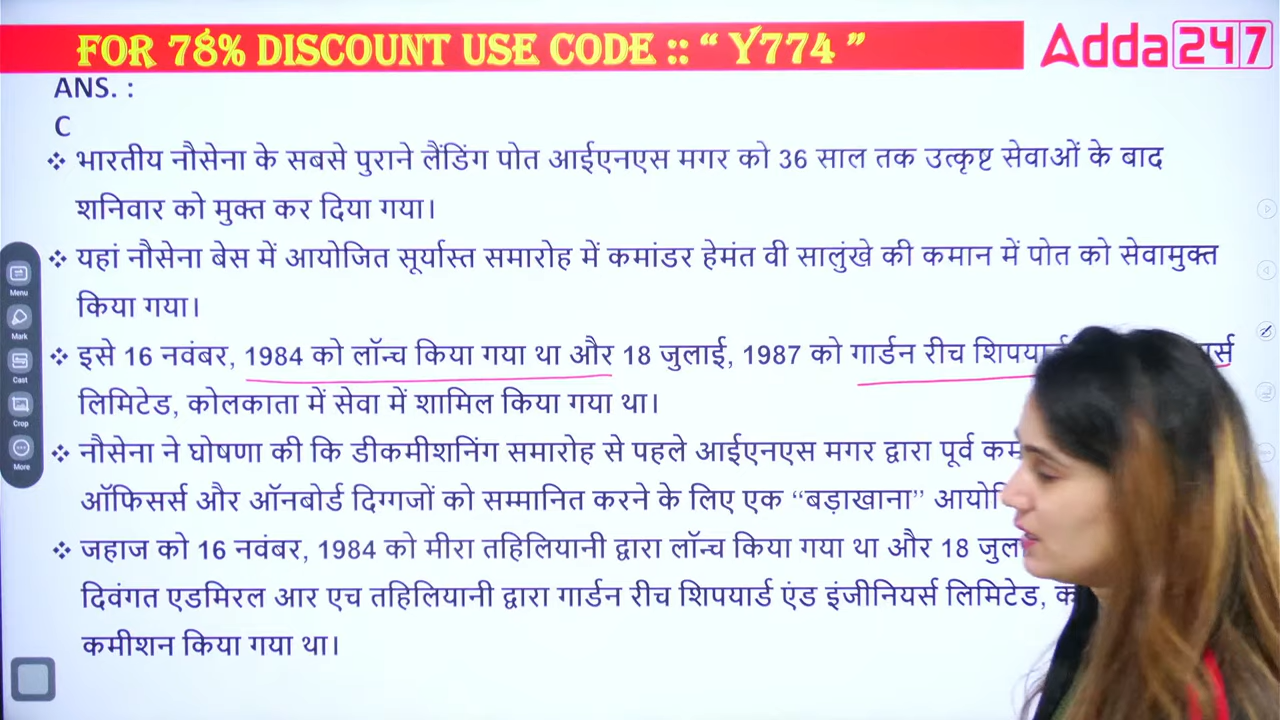 FOR 78% DISCOUNT USE CODE :: “ Y774 ”
Adda247
ANS. :
C
❖ भारतीय नौसेना के सबसे पुराने लैंडिंग पोत आईएनएस मगर को 36 साल तक उत्कृष्ट सेवाओं के बाद
शनिवार को मुक्त कर दिया गया।
❖ यहां नौसेना बेस में आयोजित सूर्यास्त समारोह में कमांडर हेमंत वी सालुंखे की कमान में पोत को सेवामुक्त
किया गया।
❖ इसे 16 नवंबर, 1984 को लॉन्च किया गया था और 18 जुलाई, 1987 को गार्डन रीच
लिमिटेड, कोलकाता में सेवा में शामिल किया गया था।
❖ नौसेना ने घोषणा की कि डीकमीशनिंग समारोह से पहले आईएनएस मगर द्वारा पूर्व
ऑफिसर्स और ऑनबोर्ड दिग्गजों को सम्मानित करने के लिए एक “बड़ाखाना”
❖ जहाज को 16 नवंबर, 1984 को मीरा तहिलियानी द्वारा लॉन्च किया गया था और 18
दिवंगत एडमिरल आर एच तहिलियानी द्वारा गार्डन रीच शिपयार्ड एंड इंजीनियर्स लिमिटेड,
कमीशन किया गया था।
Menu
Mark
Cast
Crop
More